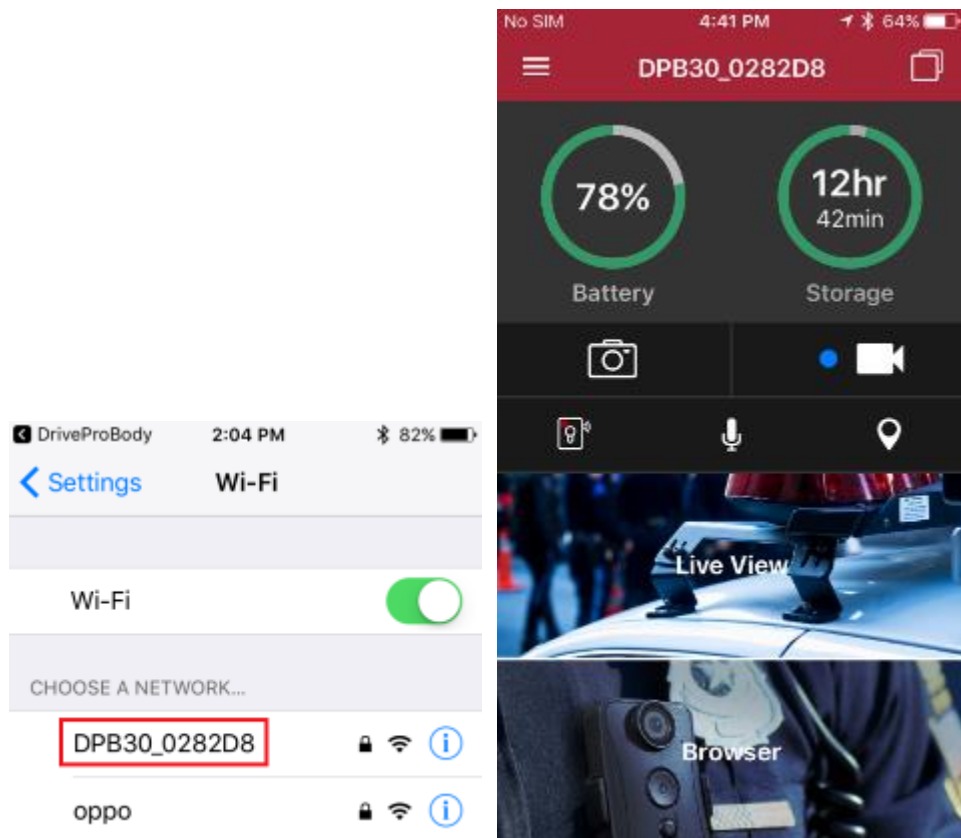 DriveProBody 2:04 PM 82%
Settings Wi-Fi
Wi-Fi
CHOOSE A NETWORK...
DPB30_0282D8
oppo
No SIM 4:41 PM 64%
DPB30_0282D8
78% 12hr
42min
Battery Storage
Live View
Browser